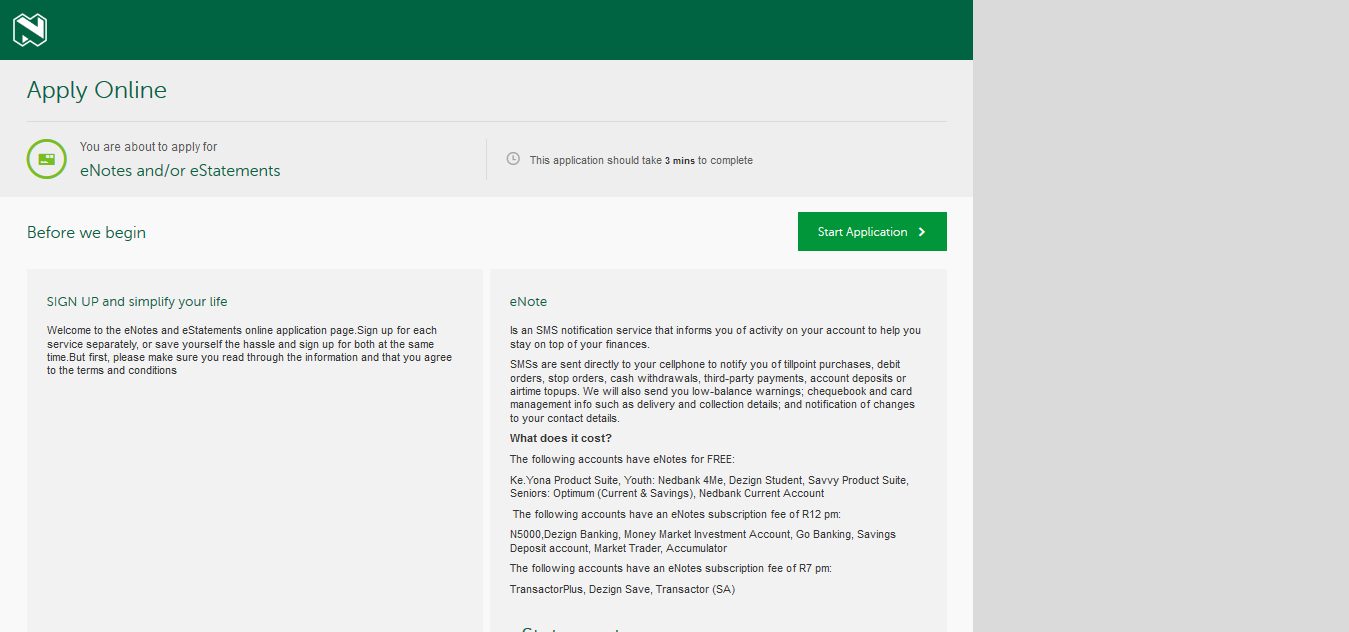 Apply Online
You are about to apply for
eNotes and/or eStatements
This application should take 3 mins to complete
Before we begin
Start Application
SIGN UP and simplify your life
Welcome to the eNotes and eStatements online application page.Sign up for each
service separately, or save yourself the hassle and sign up for both at the same
time.But first, please make sure you read through the information and that you agree
to the terms and conditions
eNote
Is an SMS notification service that informs you of activity on your account to help you
stay on top of your finances.
SMSs are sent directly to your cellphone to notify you of tillpoint purchases, debit
orders, stop orders, cash withdrawals, third-party payments, account deposits or
airtime topups. We will also send you low-balance warnings; chequebook and card
management info such as delivery and collection details; and notification of changes
to your contact details.
What does it cost?
The following accounts have eNotes for FREE:
Ke.Yona Product Suite, Youth: Nedbank 4Me, Dezign Student, Savvy Product Suite,
Seniors: Optimum (Current & Savings), Nedbank Current Account
The following accounts have an eNotes subscription fee of R12 pm:
N5000,Dezign Banking, Money Market Investment Account, Go Banking, Savings
Deposit account, Market Trader, Accumulator
The following accounts have an eNotes subscription fee of R7 pm:
TransactorPlus, Dezign Save, Transactor (SA)